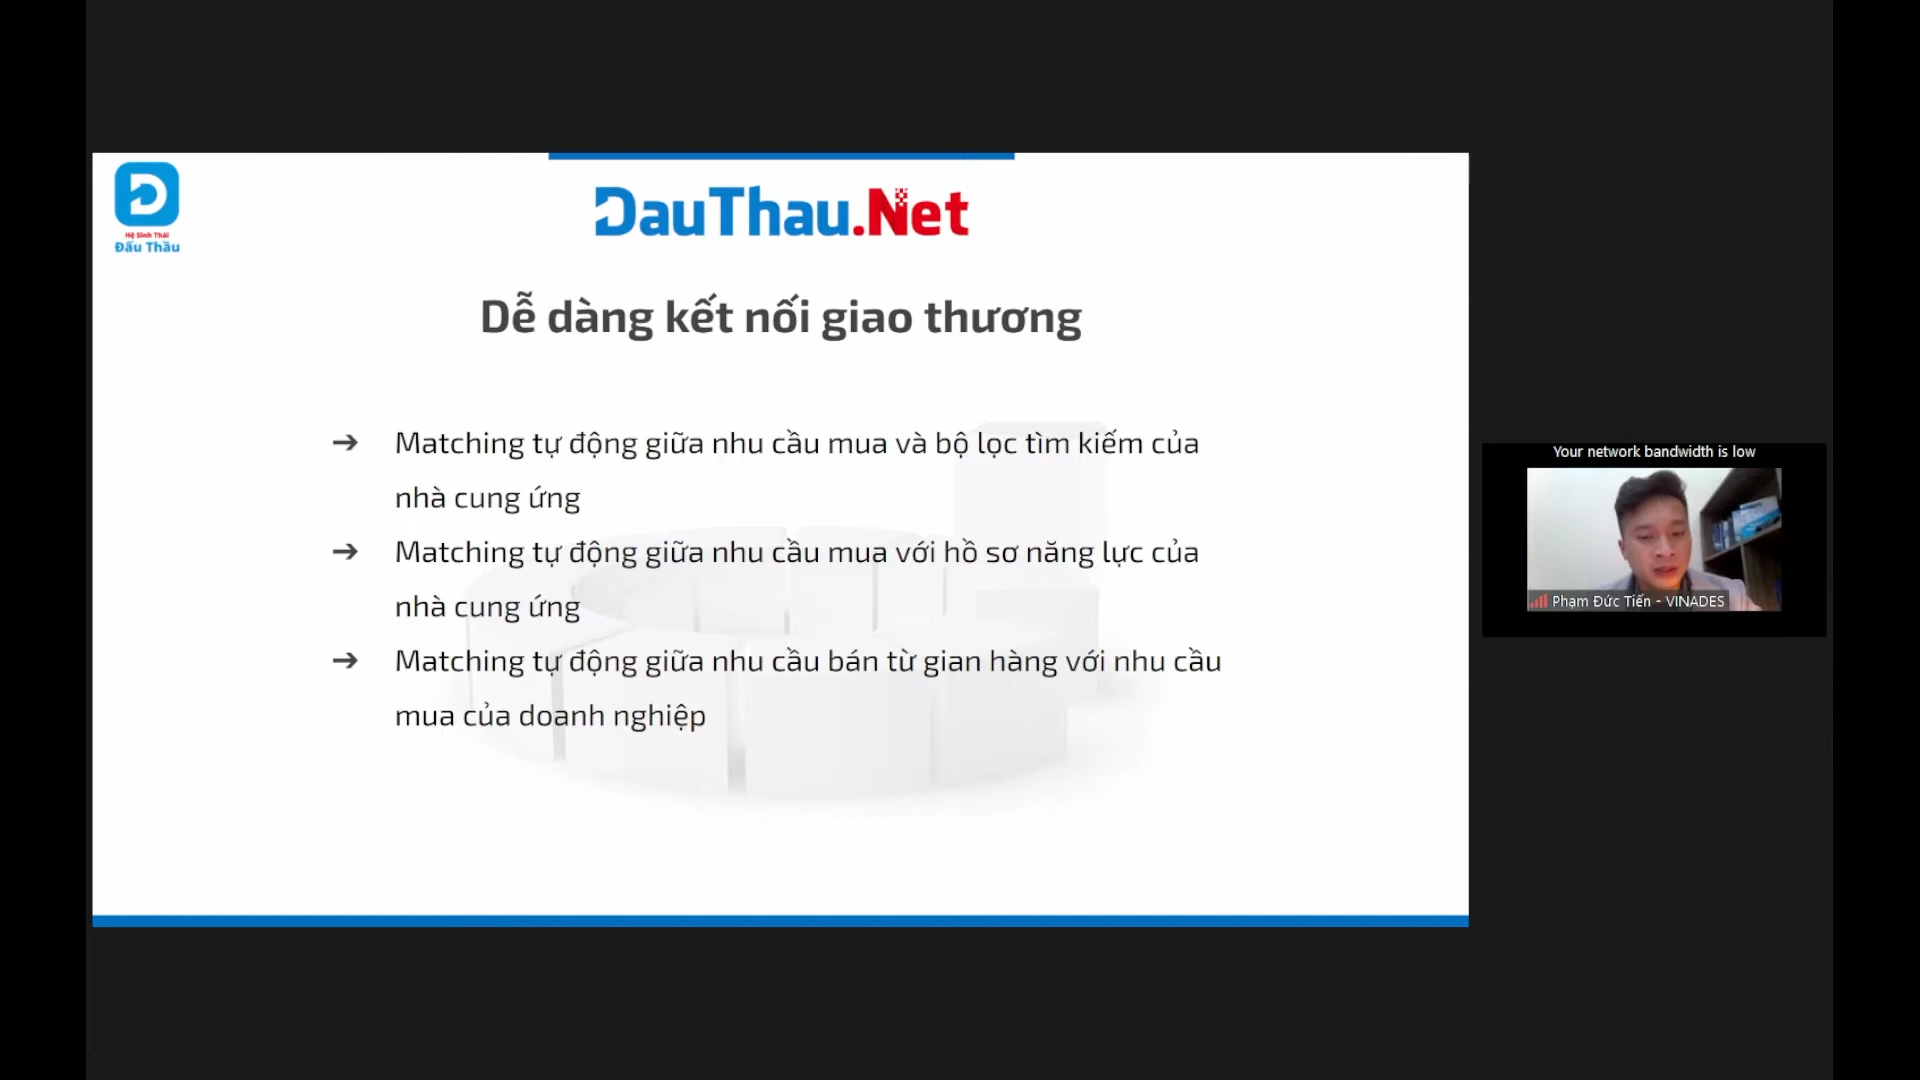 Hệ Sinh Thái
Đấu Thầu
DauThau.Net
Dễ dàng kết nối giao thương
➔ Matching tự động giữa nhu cầu mua và bộ lọc tìm kiếm của
nhà cung ứng
➔ Matching tự động giữa nhu cầu mua với hồ sơ năng lực của
nhà cung ứng
➔ Matching tự động giữa nhu cầu bán từ gian hàng với nhu cầu
mua của doanh nghiệp
Your network bandwidth is low
Phạm Đức Tiến - VINADES